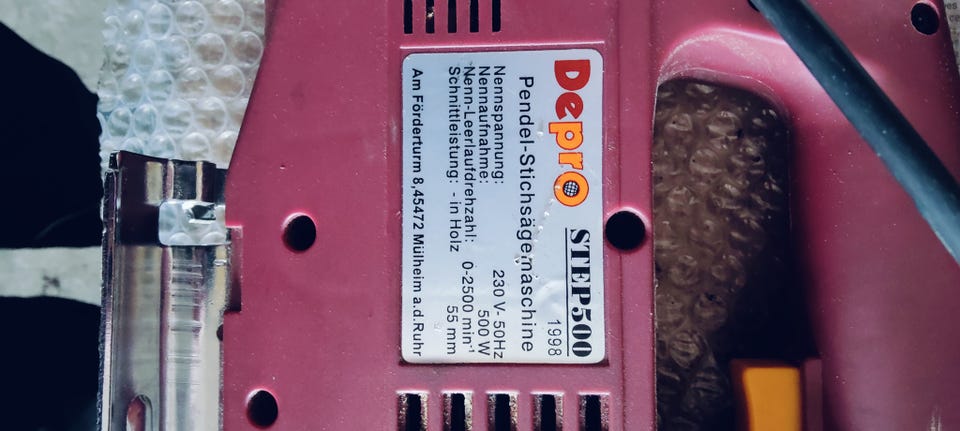 Depro STEP500
1998
Pendel-Stichsägemaschine
Nennspannung: 230 V- 50Hz
Nennaufnahme: 500 W
Nenn-Leerlaufdrehzahl: 0-2500 min⁻¹
Schnittleistung: - in Holz 55 mm
Am Förderturm 8,45472 Mülheim a.d.Ruhr